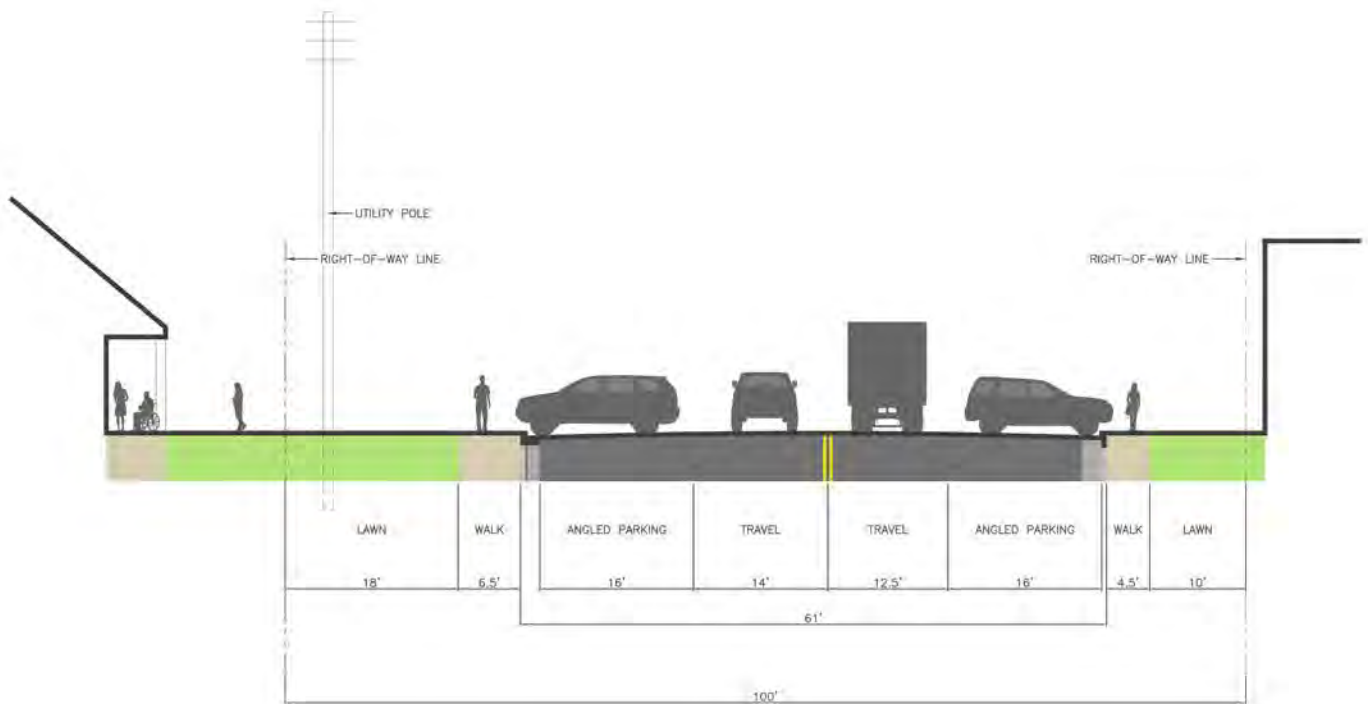 UTILITY POLE
RIGHT-OF-WAY LINE
RIGHT-OF-WAY LINE
LAWN
WALK
ANGLED PARKING
TRAVEL
TRAVEL
ANGLED PARKING
WALK
LAWN
18'
6.5'
16'
14'
12.5'
16'
4.5'
10'
61'
100'